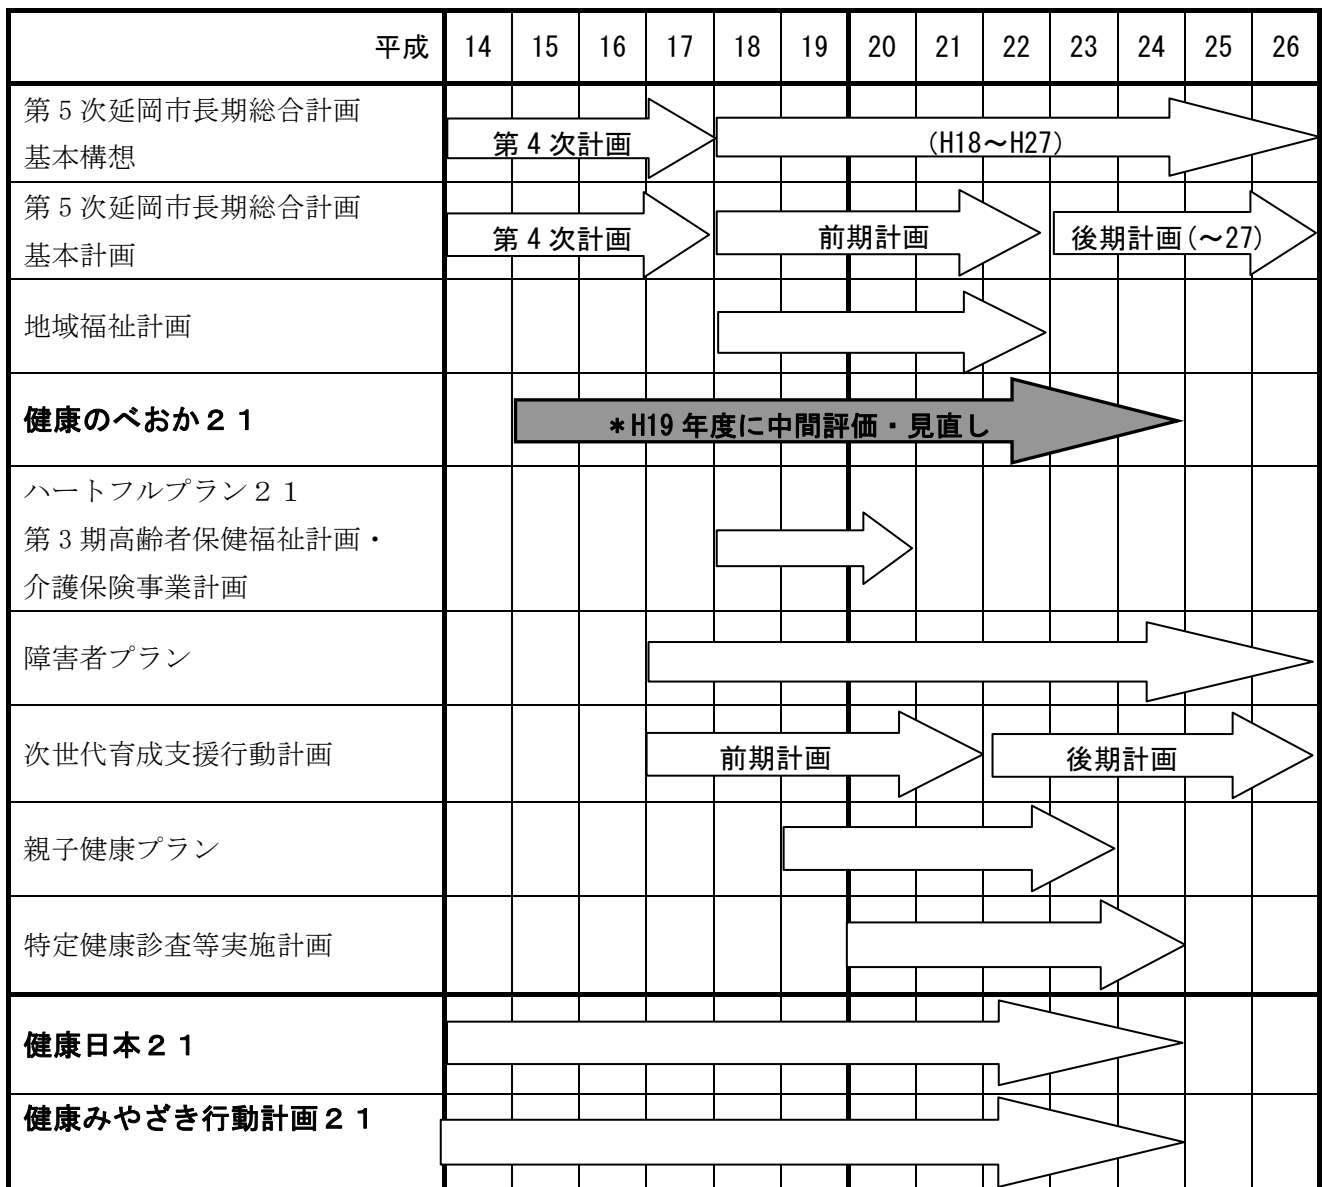 平成 14 15 16 17 18 19 20 21 22 23 24 25 26
第5次延岡市長期総合計画
基本構想
第4次計画 (H18～H27)
第5次延岡市長期総合計画
基本計画
第4次計画 前期計画 後期計画(～27)
地域福祉計画
健康のべおか２１
＊H19年度に中間評価・見直し
ハートフルプラン２１
第3期高齢者保健福祉計画・
介護保険事業計画
障害者プラン
次世代育成支援行動計画
前期計画 後期計画
親子健康プラン
特定健康診査等実施計画
健康日本２１
健康みやざき行動計画２１